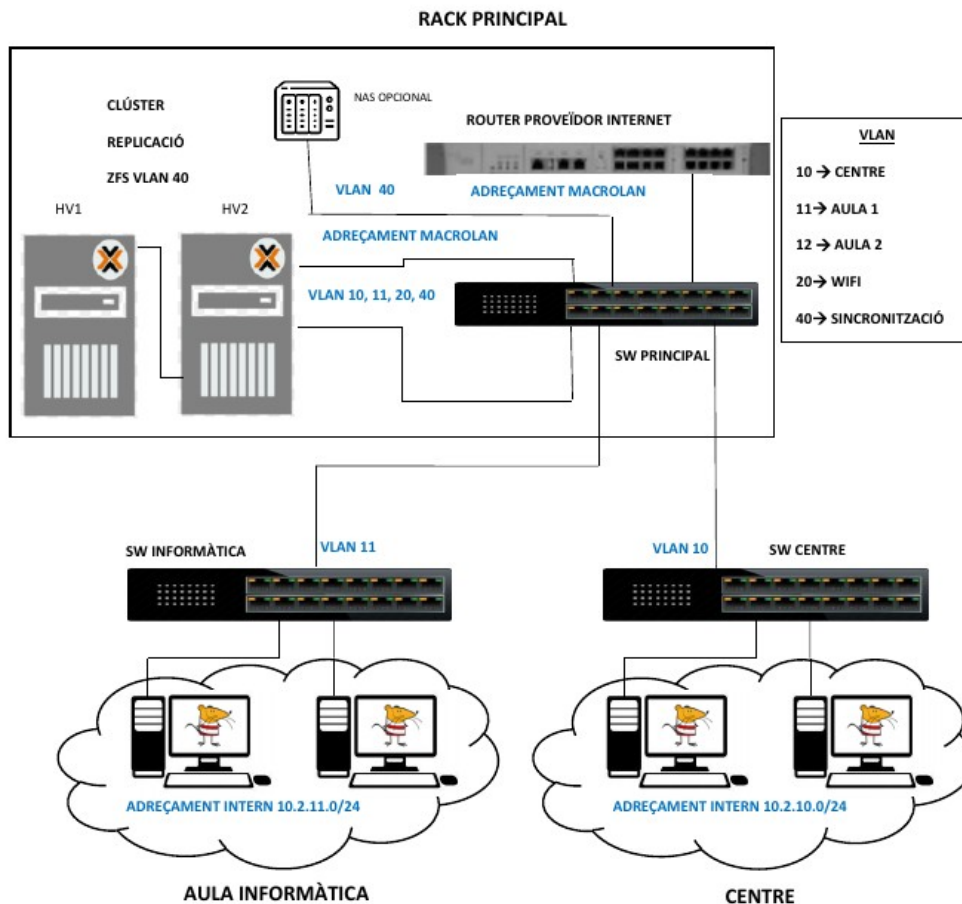 RACK PRINCIPAL
CLÚSTER
REPLICACIÓ
ZFS VLAN 40
NAS OPCIONAL
ROUTER PROVEÏDOR INTERNET
VLAN 40
ADREÇAMENT MACROLAN
HV1
HV2
ADREÇAMENT MACROLAN
VLAN 10, 11, 20, 40
SW PRINCIPAL
VLAN
10 → CENTRE
11→ AULA 1
12 → AULA 2
20→ WIFI
40→ SINCRONITZACIÓ
SW INFORMÀTICA
VLAN 11
VLAN 10
SW CENTRE
ADREÇAMENT INTERN 10.2.11.0/24
ADREÇAMENT INTERN 10.2.10.0/24
AULA INFORMÀTICA
CENTRE